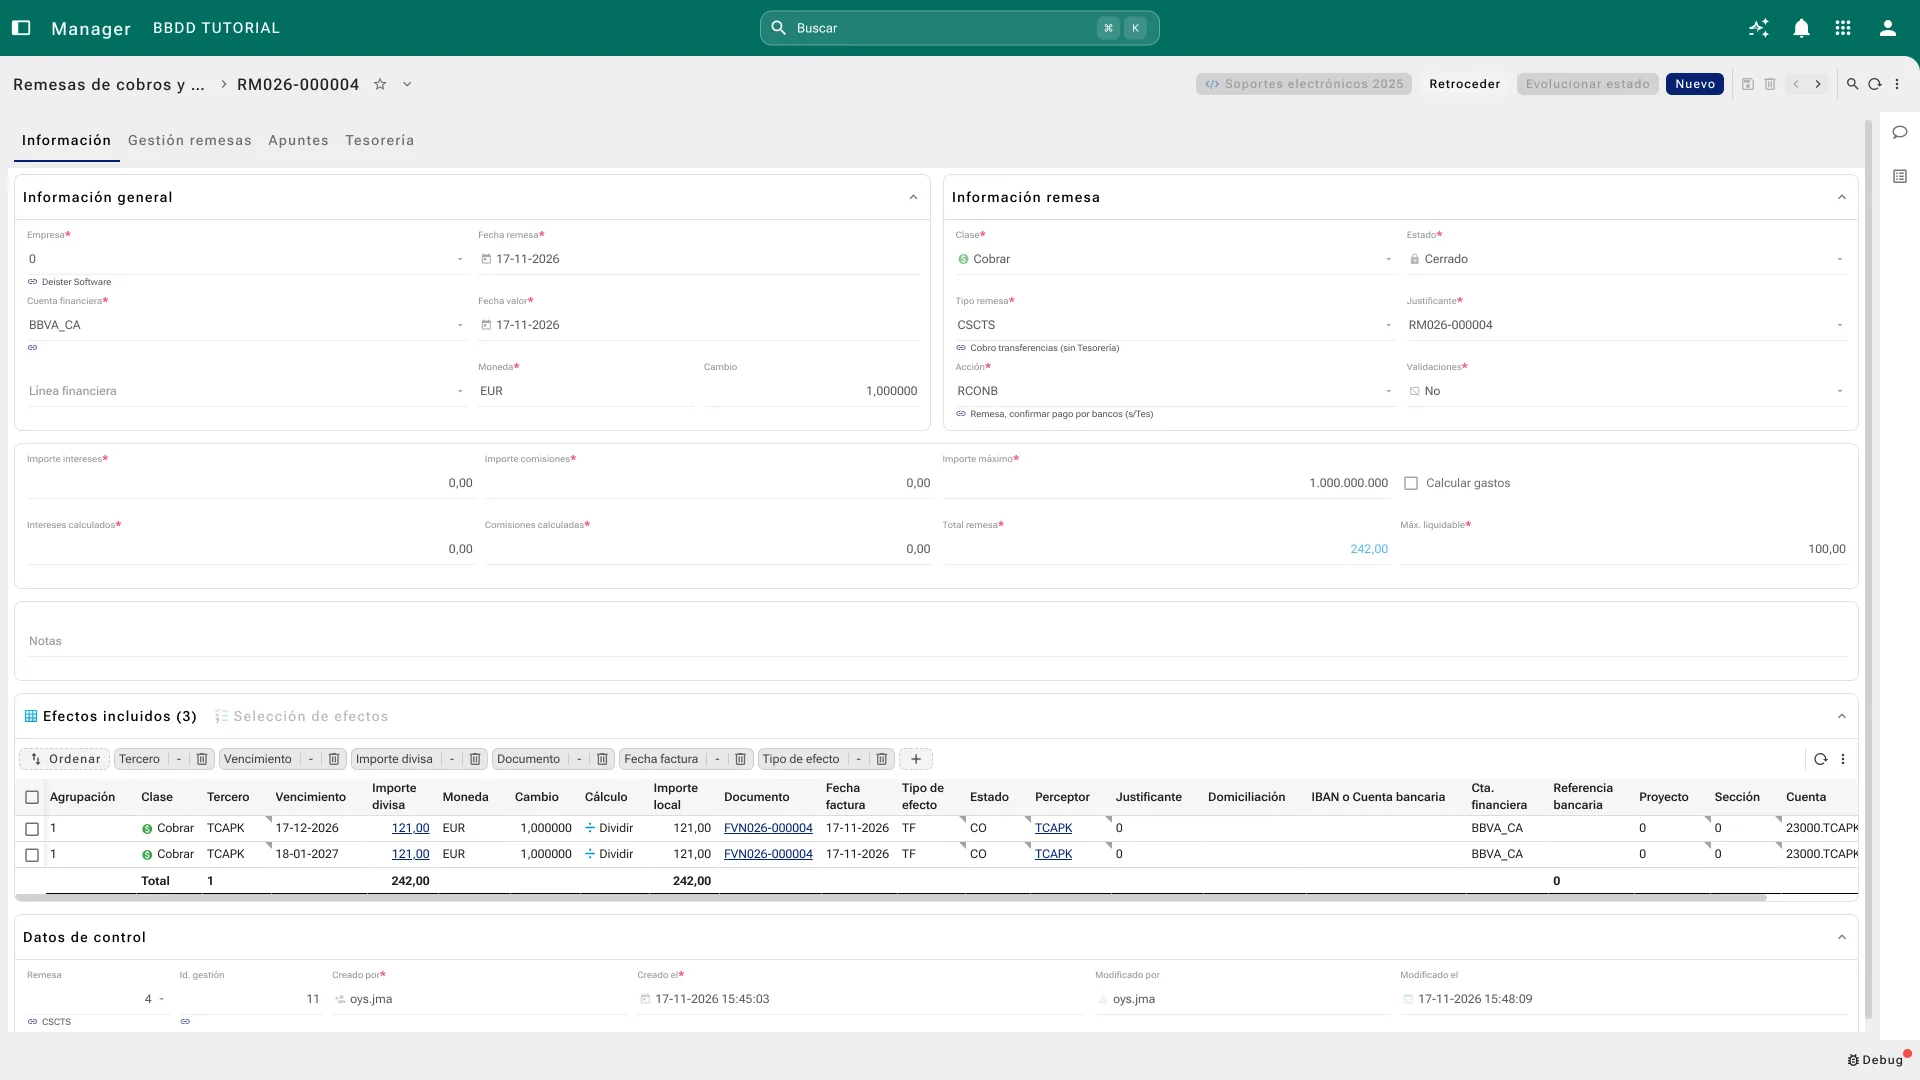 Manager BBDD TUTORIAL Buscar ⌘ K
Remesas de cobros y ... > RM026-000004 Soportes electrónicos 2025 Retroceder Evolucionar estado Nuevo
Información Gestión remesas Apuntes Tesorería
Información general
Empresa* Fecha remesa*
0 17-11-2026
Deister Software
Cuenta financiera* Fecha valor*
BBVA_CA 17-11-2026
Moneda* Cambio
Línea financiera EUR 1,000000
Información remesa
Clase* Estado*
Cobrar Cerrado
Tipo remesa* Justificante*
CSCTS RM026-000004
Cobro transferencias (sin Tesorería)
Acción* Validaciones*
RCONB No
Remesa, confirmar pago por bancos (s/Tes)
Importe intereses* Importe comisiones* Importe máximo*
0,00 0,00 1.000.000.000 Calcular gastos
Intereses calculados* Comisiones calculadas* Total remesa* Máx. liquidable*
0,00 0,00 242,00 100,00
Notas
Efectos incluidos (3) Selección de efectos
Ordenar Tercero - Vencimiento - Importe divisa - Documento - Fecha factura - Tipo de efecto - +
Agrupación Clase Tercero Vencimiento Importe divisa Moneda Cambio Cálculo Importe local Documento Fecha factura Tipo de efecto Estado Perceptor Justificante Domiciliación IBAN o Cuenta bancaria Cta. financiera Referencia bancaria Proyecto Sección Cuenta
1 Cobrar TCAPK 17-12-2026 121,00 EUR 1,000000 Dividir 121,00 FVN026-000004 17-11-2026 TF CO TCAPK 0 BBVA_CA 0 0 23000.TCAPK
1 Cobrar TCAPK 18-01-2027 121,00 EUR 1,000000 Dividir 121,00 FVN026-000004 17-11-2026 TF CO TCAPK 0 BBVA_CA 0 0 23000.TCAPK
Total 1 242,00 242,00 0
Datos de control
Remesa Id. gestión Creado por* Creado el* Modificado por Modificado el
4 11 oys.jma 17-11-2026 15:45:03 oys.jma 17-11-2026 15:48:09
CSCTS
Debug